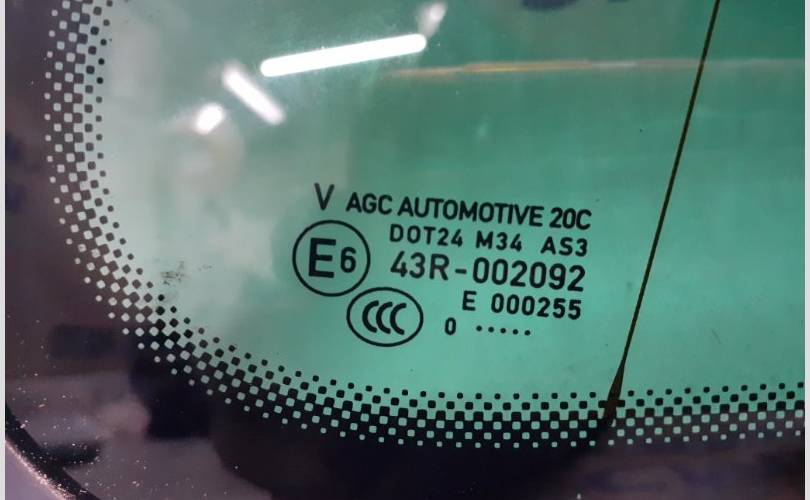 V AGC AUTOMOTIVE 20C
DOT24 M34 AS3
E6 43R-002092
E 000255
CCC 0 .....